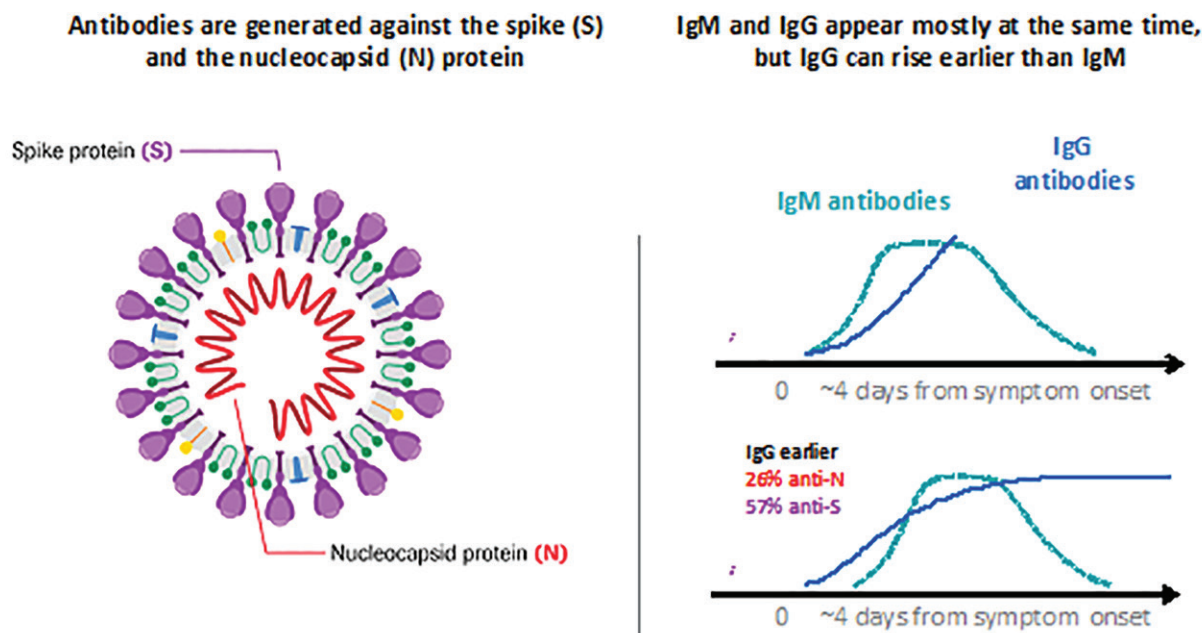 Antibodies are generated against the spike (S)
and the nucleocapsid (N) protein
Spike protein (S)
Nucleocapsid protein (N)
IgM and IgG appear mostly at the same time,
but IgG can rise earlier than IgM
IgG
antibodies
IgM antibodies
;
0 ~4 days from symptom onset
IgG earlier
26% anti-N
57% anti-S
;
0 ~4 days from symptom onset